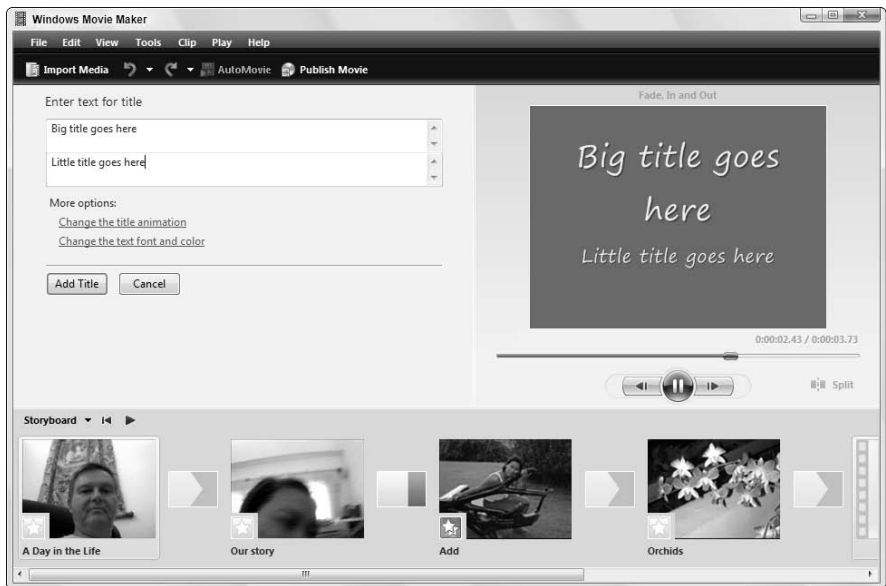 Windows Movie Maker
File Edit View Tools Clip Play Help
Import Media AutoMovie Publish Movie
Enter text for title
Big title goes here
Little title goes here
More options:
Change the title animation
Change the text font and color
Add Title Cancel
Fade, In and Out
Big title goes
here
Little title goes here
0:00:02.43 / 0:00:03.73
Split
Storyboard
A Day in the Life
Our story
Add
Orchids